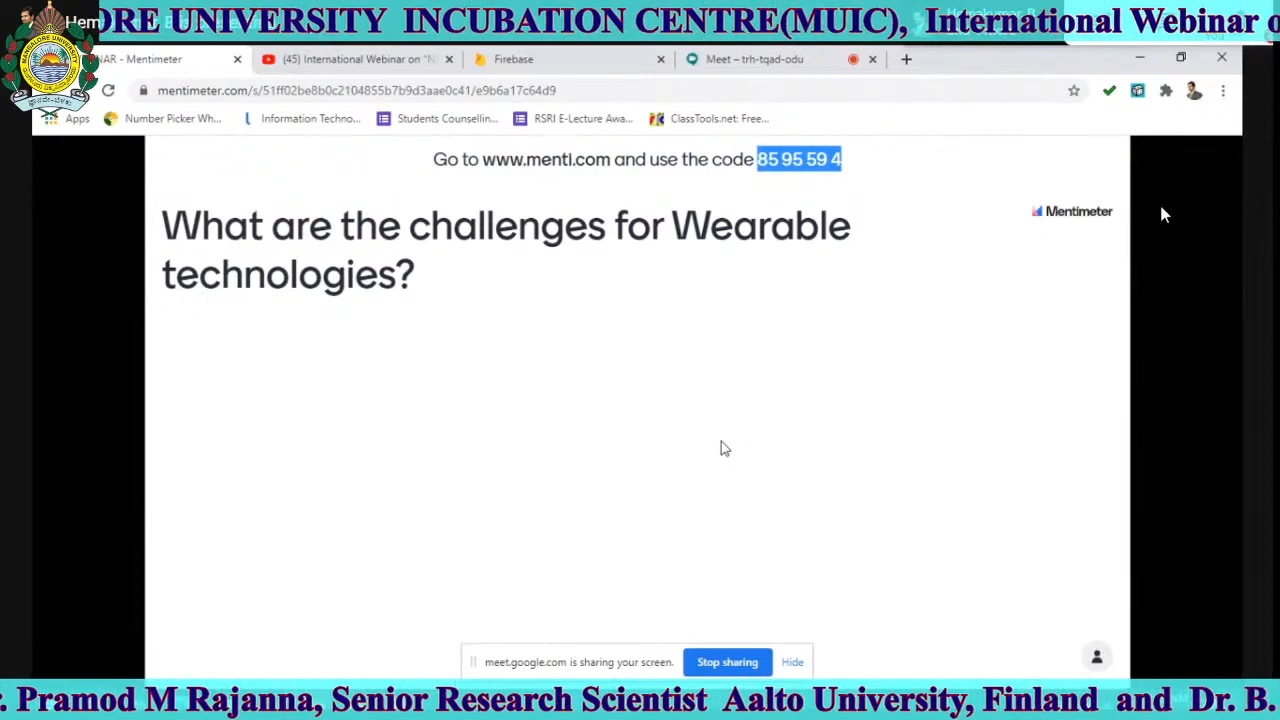 ORE UNIVERSITY INCUBATION CENTRE(MUIC), International Webinar o
NAR - Mentimeter
(45) International Webinar on "N
Firebase
Meet – trh-tqad-odu
mentimeter.com/s/51ff02be8b0c2104855b7b9d3aae0c41/e9b6a17c64d9
Apps
Number Picker Wh...
Information Techno...
Students Counsellin...
RSRI E-Lecture Awa...
ClassTools.net: Free...
Go to www.menti.com and use the code 85 95 59 4
Mentimeter
What are the challenges for Wearable
technologies?
meet.google.com is sharing your screen.
Stop sharing
Hide
r. Pramod M Rajanna, Senior Research Scientist Aalto University, Finland and Dr. B.